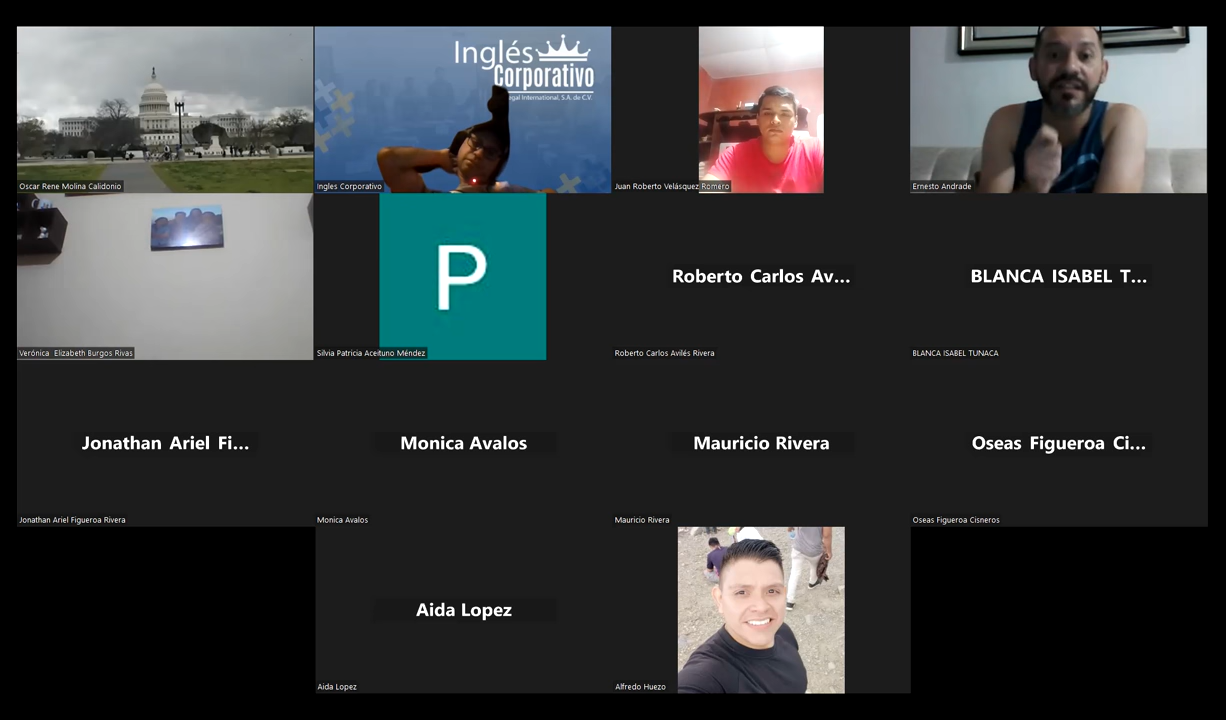 Inglés
Corporativo
egal International, S.A. de C.V.
Oscar Rene Molina Calidonio
Ingles Corporativo
Juan Roberto Velásquez Romero
Ernesto Andrade
P
Roberto Carlos Av...
BLANCA ISABEL T...
Verónica Elizabeth Burgos Rivas
Silvia Patricia Aceituno Méndez
Roberto Carlos Avilés Rivera
BLANCA ISABEL TUNACA
Jonathan Ariel Fi...
Monica Avalos
Mauricio Rivera
Oseas Figueroa Ci...
Jonathan Ariel Figueroa Rivera
Monica Avalos
Mauricio Rivera
Oseas Figueroa Cisneros
Aida Lopez
Aida Lopez
Alfredo Huezo